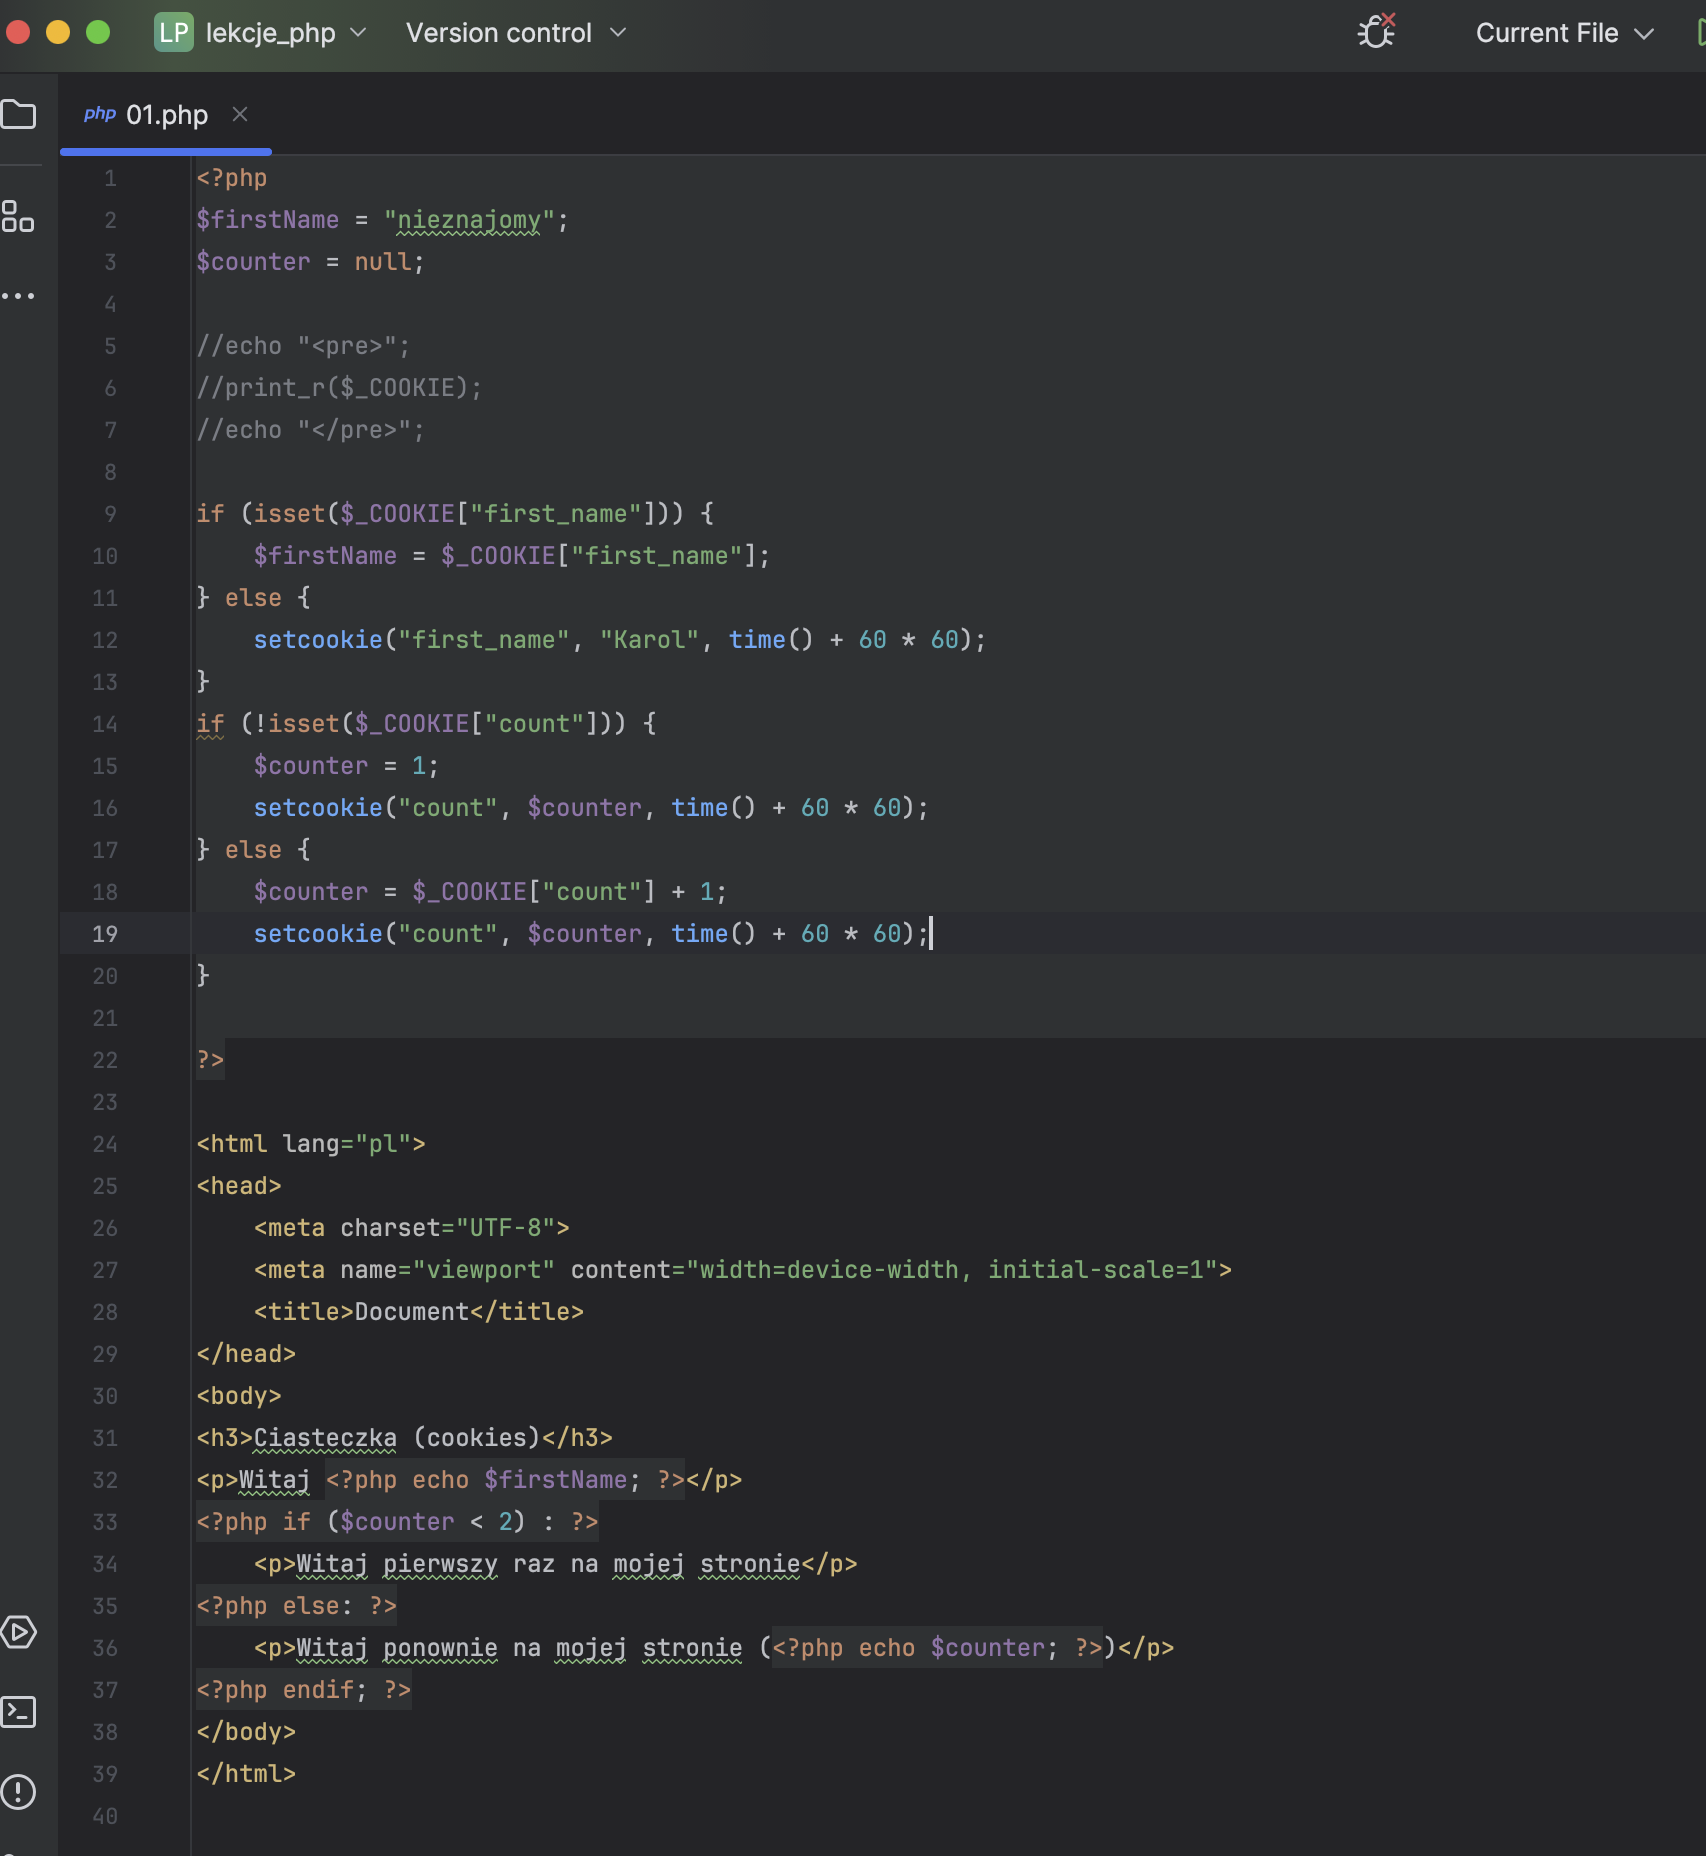 LP lekcje_php Version control Current File
php 01.php
1 <?php
2 $firstName = "nieznajomy";
3 $counter = null;
4
5 //echo "<pre>";
6 //print_r($_COOKIE);
7 //echo "</pre>";
8
9 if (isset($_COOKIE["first_name"])) {
10     $firstName = $_COOKIE["first_name"];
11 } else {
12     setcookie("first_name", "Karol", time() + 60 * 60);
13 }
14 if (!isset($_COOKIE["count"])) {
15     $counter = 1;
16     setcookie("count", $counter, time() + 60 * 60);
17 } else {
18     $counter = $_COOKIE["count"] + 1;
19     setcookie("count", $counter, time() + 60 * 60);
20 }
21
22 ?>
23
24 <html lang="pl">
25 <head>
26     <meta charset="UTF-8">
27     <meta name="viewport" content="width=device-width, initial-scale=1">
28     <title>Document</title>
29 </head>
30 <body>
31 <h3>Ciasteczka (cookies)</h3>
32 <p>Witaj <?php echo $firstName; ?></p>
33 <?php if ($counter < 2) : ?>
34     <p>Witaj pierwszy raz na mojej stronie</p>
35 <?php else: ?>
36     <p>Witaj ponownie na mojej stronie (<?php echo $counter; ?>)</p>
37 <?php endif; ?>
38 </body>
39 </html>
40